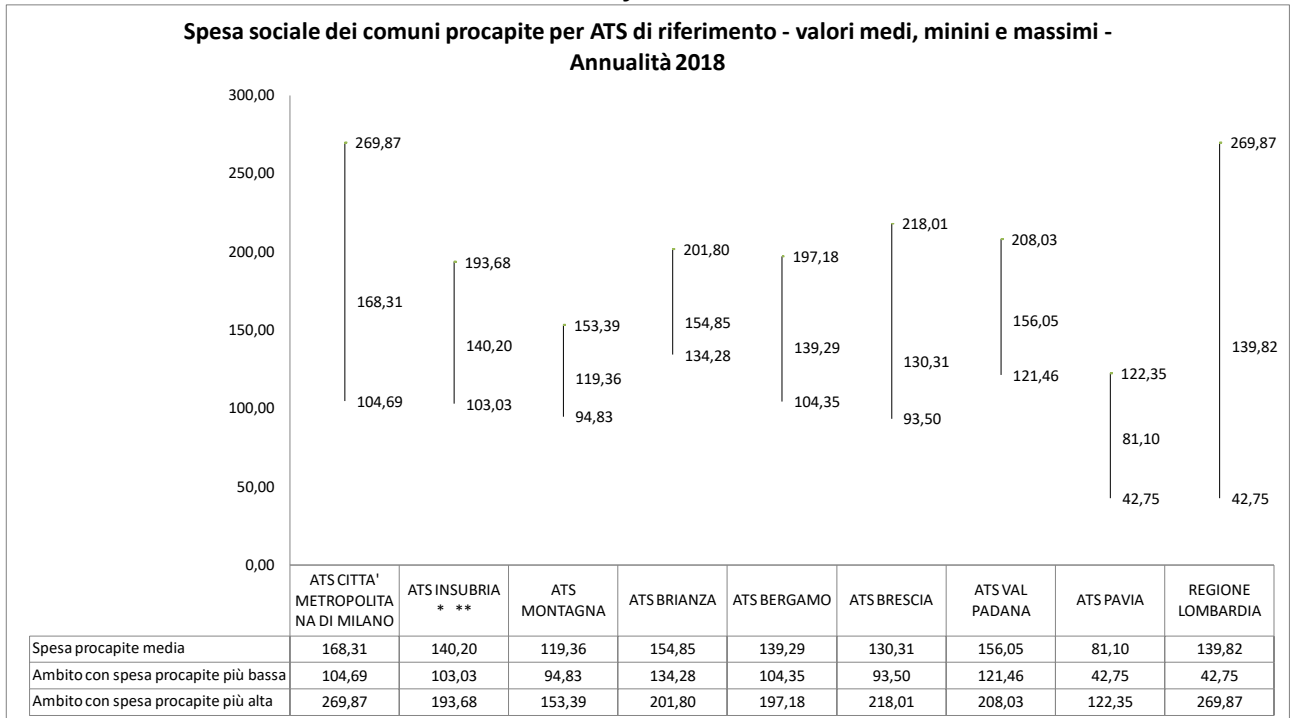 Spesa sociale dei comuni procapite per ATS di riferimento - valori medi, minini e massimi -
Annualità 2018
300,00
250,00
200,00
150,00
100,00
50,00
0,00
269,87
168,31
104,69
193,68
140,20
103,03
153,39
119,36
94,83
201,80
154,85
134,28
197,18
139,29
104,35
218,01
130,31
93,50
208,03
156,05
121,46
122,35
81,10
42,75
269,87
139,82
42,75
ATS CITTA'
METROPOLITA
NA DI MILANO
ATS INSUBRIA
* **
ATS
MONTAGNA
ATS BRIANZA
ATS BERGAMO
ATS BRESCIA
ATS VAL
PADANA
ATS PAVIA
REGIONE
LOMBARDIA
Spesa procapite media 168,31 140,20 119,36 154,85 139,29 130,31 156,05 81,10 139,82
Ambito con spesa procapite più bassa 104,69 103,03 94,83 134,28 104,35 93,50 121,46 42,75 42,75
Ambito con spesa procapite più alta 269,87 193,68 153,39 201,80 197,18 218,01 208,03 122,35 269,87